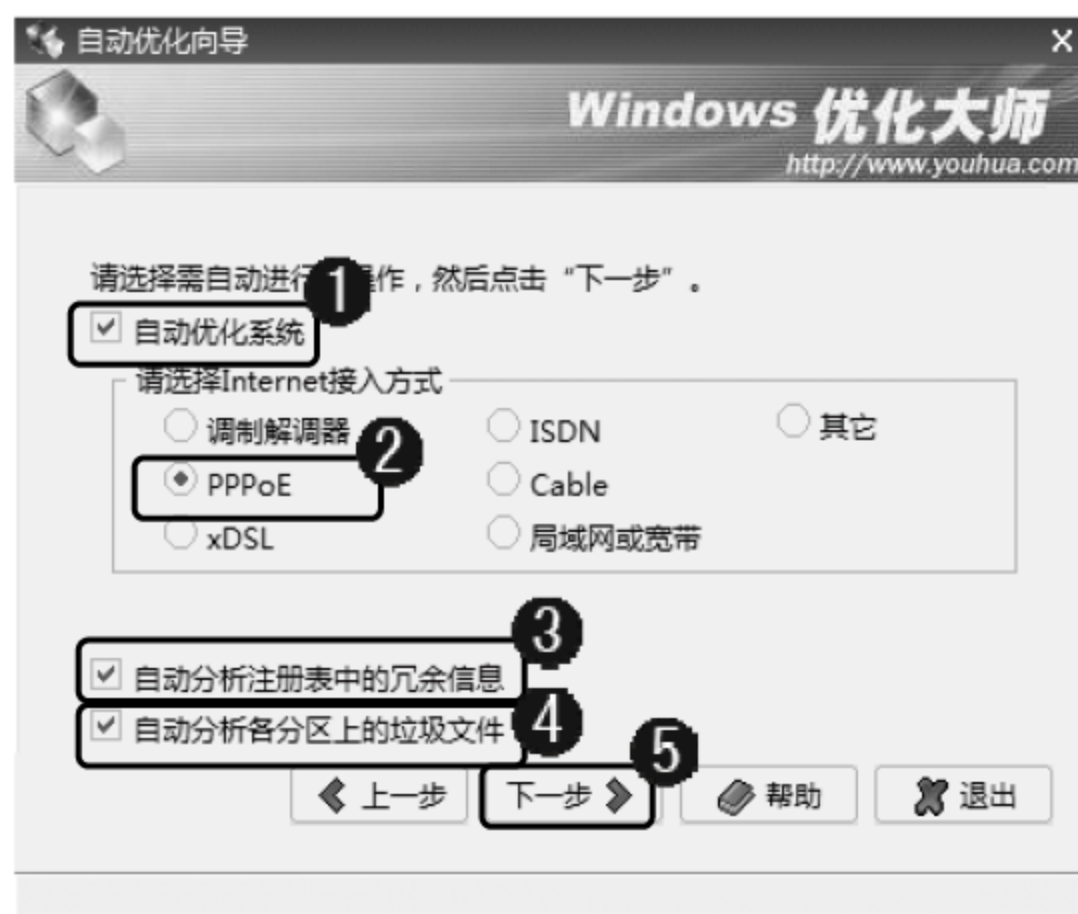 自动优化向导
Windows 优化大师
http://www.youhua.com
请选择需自动进行 作，然后点击“下一步”。
1
自动优化系统
请选择Internet接入方式
调制解调器 ISDN 其它
2
PPPoE Cable
xDSL 局域网或宽带
3
自动分析注册表中的冗余信息
4
自动分析各分区上的垃圾文件
5
上一步 下一步 帮助 退出